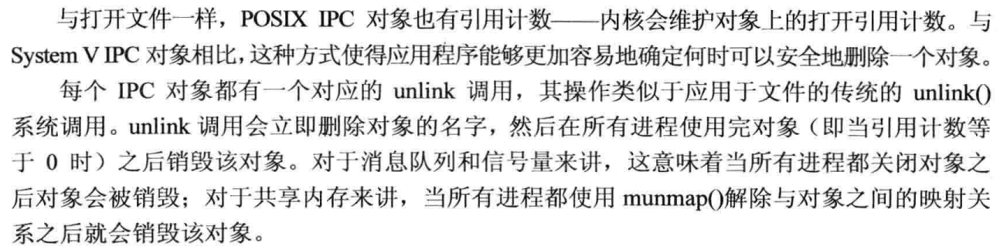 与打开文件一样，POSIX IPC 对象也有引用计数——内核会维护对象上的打开引用计数。与
System V IPC 对象相比，这种方式使得应用程序能够更加容易地确定何时可以安全地删除一个对象。
每个 IPC 对象都有一个对应的 unlink 调用，其操作类似于应用于文件的传统的 unlink()
系统调用。unlink 调用会立即删除对象的名字，然后在所有进程使用完对象（即当引用计数等
于 0 时）之后销毁该对象。对于消息队列和信号量来讲，这意味着当所有进程都关闭对象之
后对象会被销毁；对于共享内存来讲，当所有进程都使用 munmap()解除与对象之间的映射关
系之后就会销毁该对象。